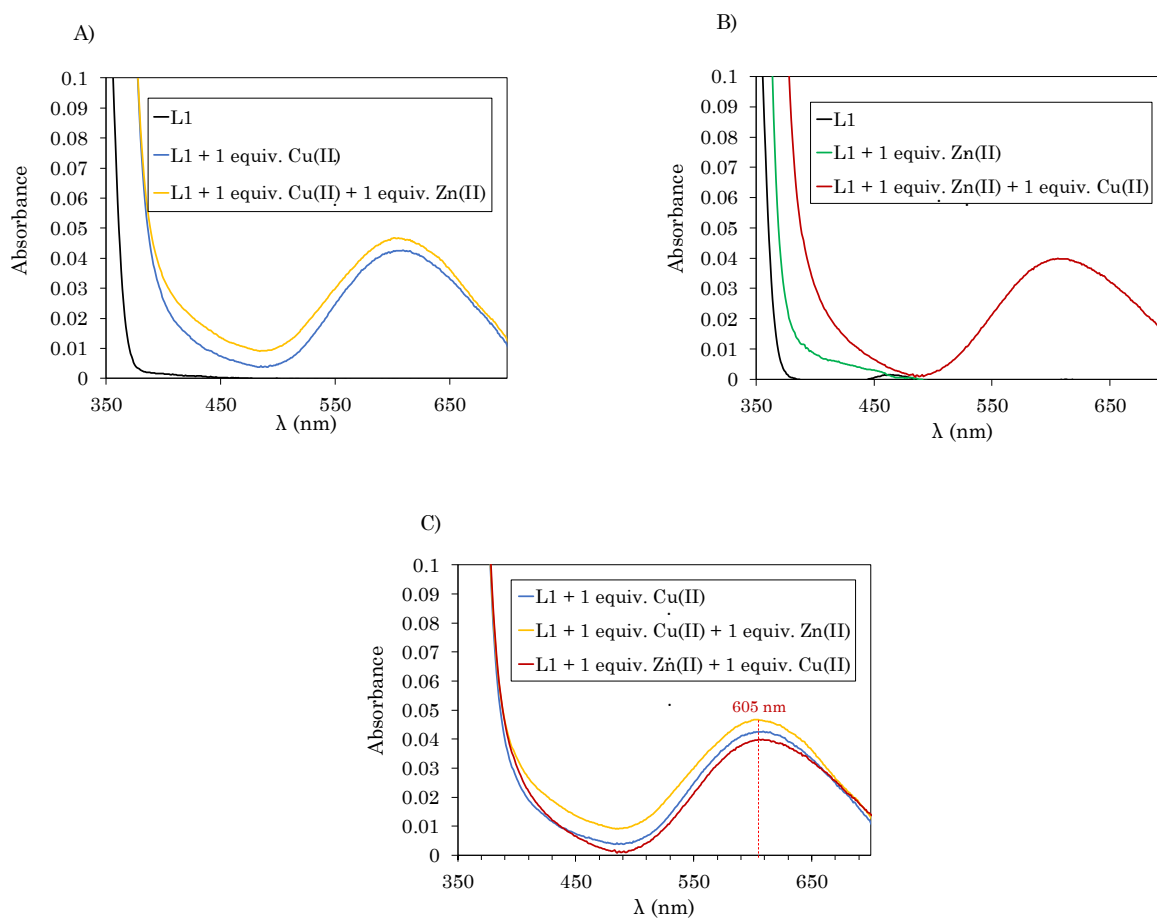 A)
0.1
0.09
0.08
0.07
0.06
0.05
0.04
0.03
0.02
0.01
0
350
450
550
650
Absorbance
λ (nm)
L1
L1 + 1 equiv. Cu(II)
L1 + 1 equiv. Cu(II) + 1 equiv. Zn(II)
B)
0.1
0.09
0.08
0.07
0.06
0.05
0.04
0.03
0.02
0.01
0
350
450
550
650
Absorbance
λ (nm)
L1
L1 + 1 equiv. Zn(II)
L1 + 1 equiv. Zn(II) + 1 equiv. Cu(II)
C)
0.1
0.09
0.08
0.07
0.06
0.05
0.04
0.03
0.02
0.01
0
350
450
550
650
Absorbance
λ (nm)
L1 + 1 equiv. Cu(II)
L1 + 1 equiv. Cu(II) + 1 equiv. Zn(II)
L1 + 1 equiv. Zn(II) + 1 equiv. Cu(II)
605 nm